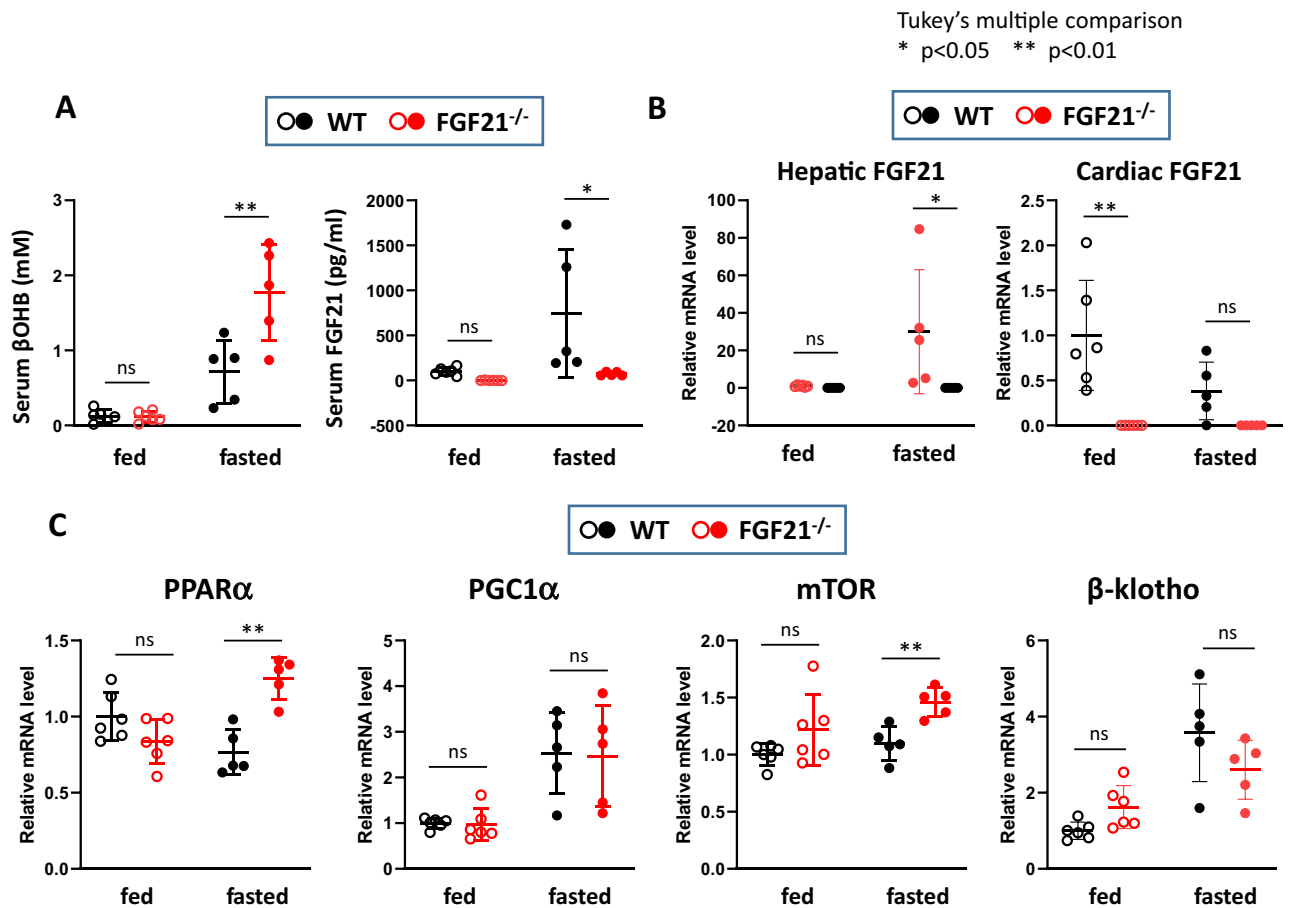 Tukey's multiple comparison
* p<0.05 ** p<0.01
A
WT FGF21-/-
B
WT FGF21-/-
Serum βOHB (mM)
3
2
1
0
ns
**
fed
fasted
Serum FGF21 (pg/ml)
2000
1500
1000
500
0
-500
ns
*
fed
fasted
Hepatic FGF21
Relative mRNA level
100
80
60
40
20
0
-20
ns
*
fed
fasted
Cardiac FGF21
Relative mRNA level
2.5
2.0
1.5
1.0
0.5
0.0
**
ns
fed
fasted
C
WT FGF21-/-
PPARα
Relative mRNA level
1.5
1.0
0.5
0.0
ns
**
fed
fasted
PGC1α
Relative mRNA level
5
4
3
2
1
0
ns
ns
fed
fasted
mTOR
Relative mRNA level
2.0
1.5
1.0
0.5
0.0
ns
**
fed
fasted
β-klotho
Relative mRNA level
6
4
2
0
ns
ns
fed
fasted